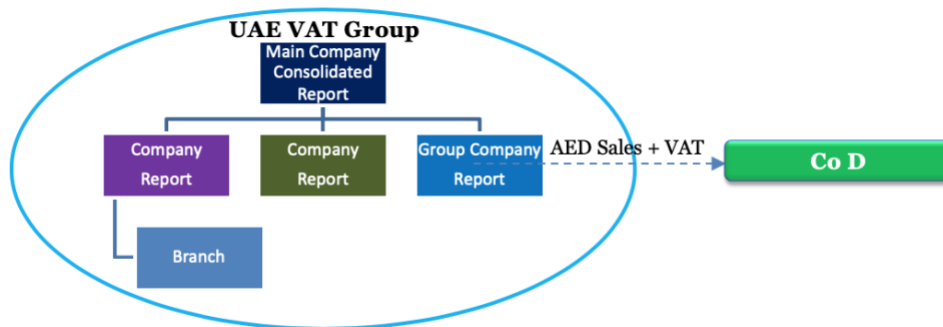 UAE VAT Group
Main Company
Consolidated
Report
Company
Report
Company
Report
Group Company
Report
AED Sales + VAT
Co D
Branch